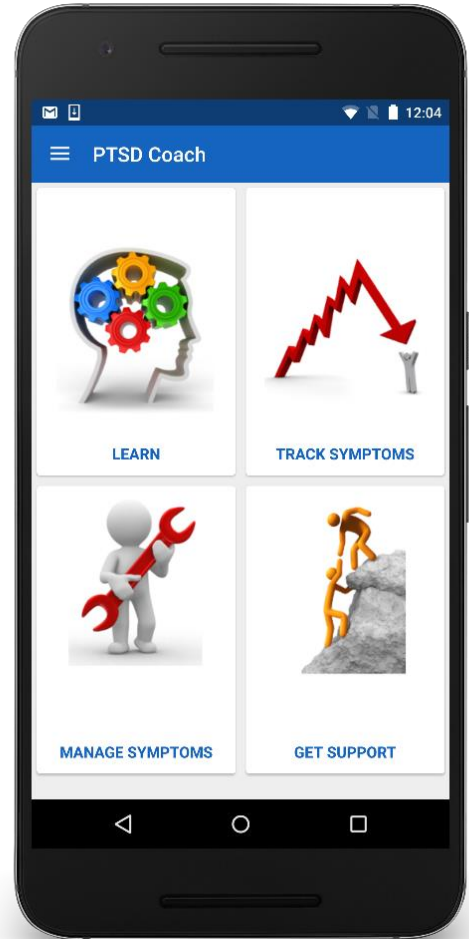 12:04
PTSD Coach
LEARN
TRACK SYMPTOMS
MANAGE SYMPTOMS
GET SUPPORT